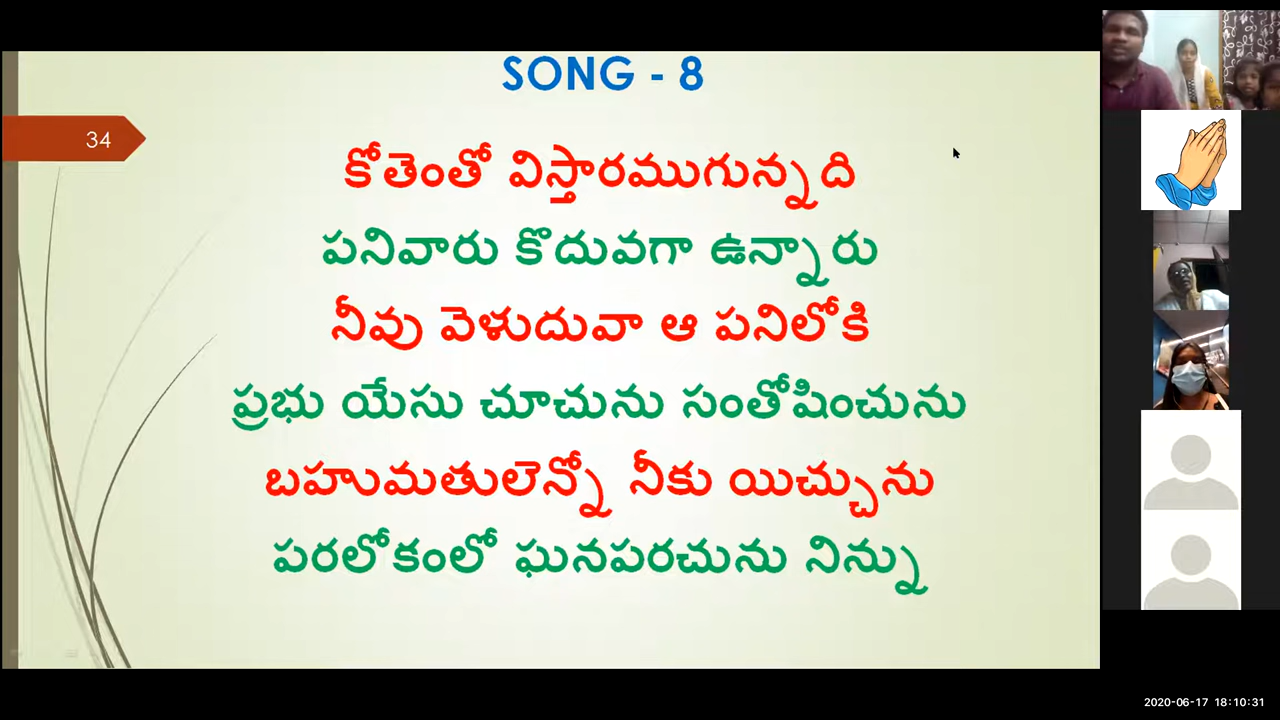 SONG - 8
34
కోతెంతో విస్తారముగున్నది
పనివారు కొదువగా ఉన్నారు
నీవు వెళుదువా ఆ పనిలోకి
ప్రభు యేసు చూచును సంతోషించును
బహుమతులెన్నో నీకు యిచ్చును
పరలోకంలో ఘనపరచును నిన్ను
2020-06-17 18:10:31